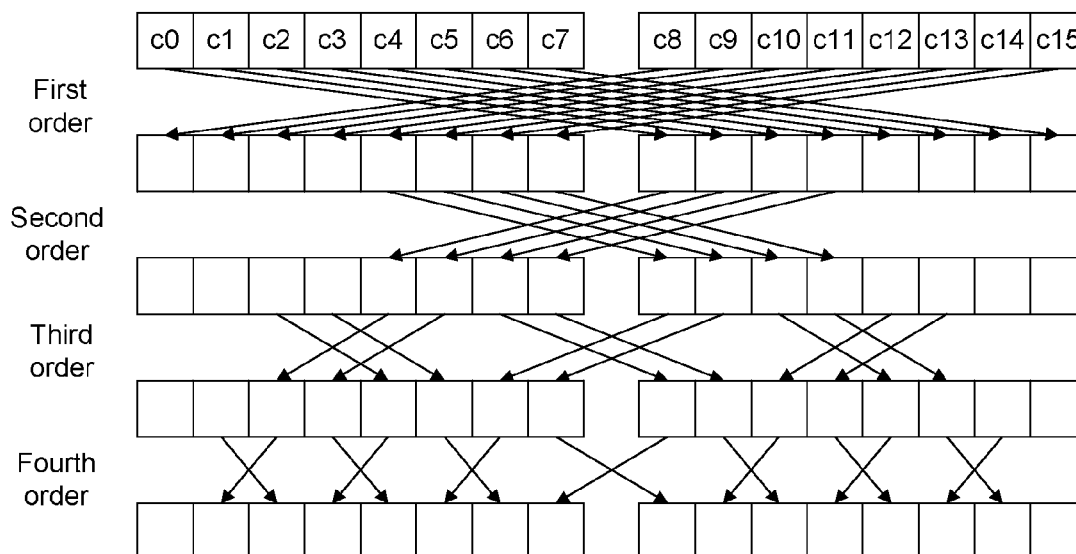 c0 c1 c2 c3 c4 c5 c6 c7 c8 c9 c10 c11 c12 c13 c14 c15
First
order
Second
order
Third
order
Fourth
order